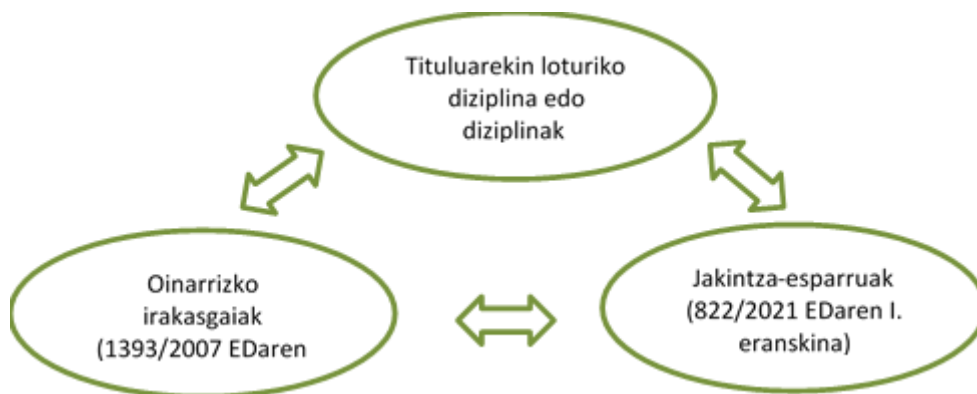 Tituluarekin loturiko
diziplina edo
diziplinak
Oinarrizko
irakasgaiak
(1393/2007 EDaren
Jakintza-esparruak
(822/2021 EDaren I.
eranskina)